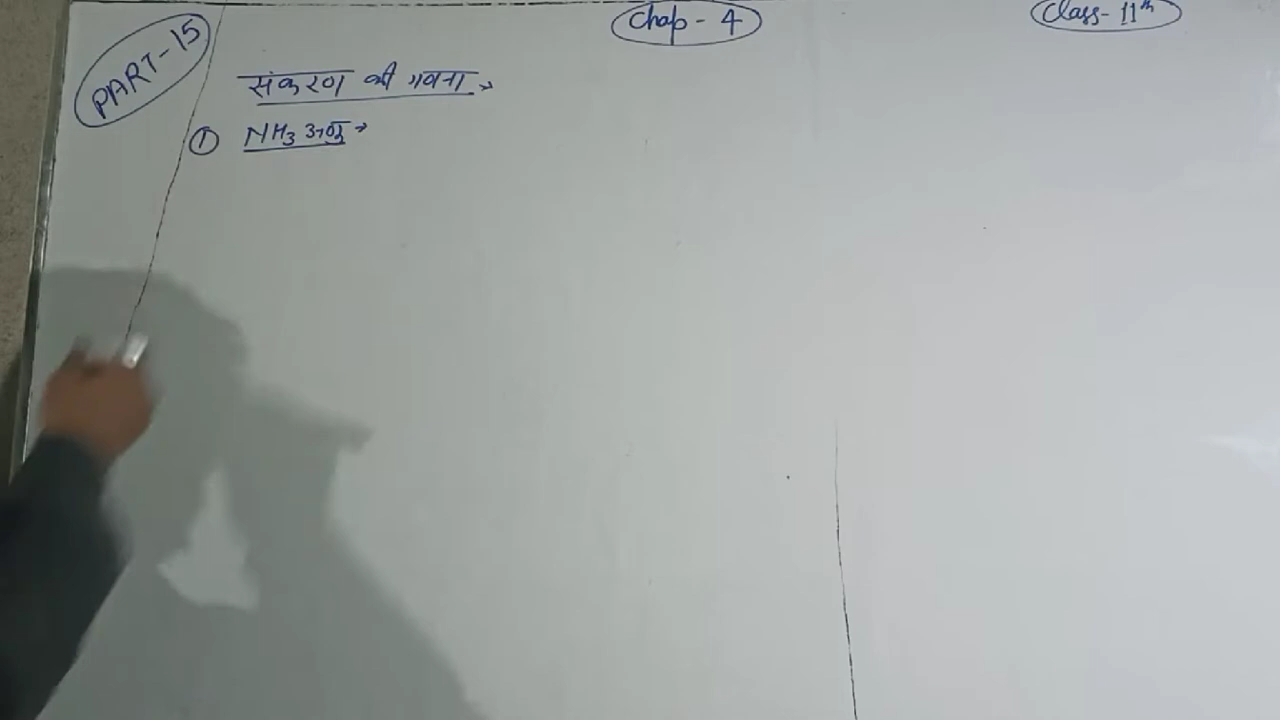 Chap - 4
Class- 11th
PART-15
संकरण की गणना →
① NH3 अणु →